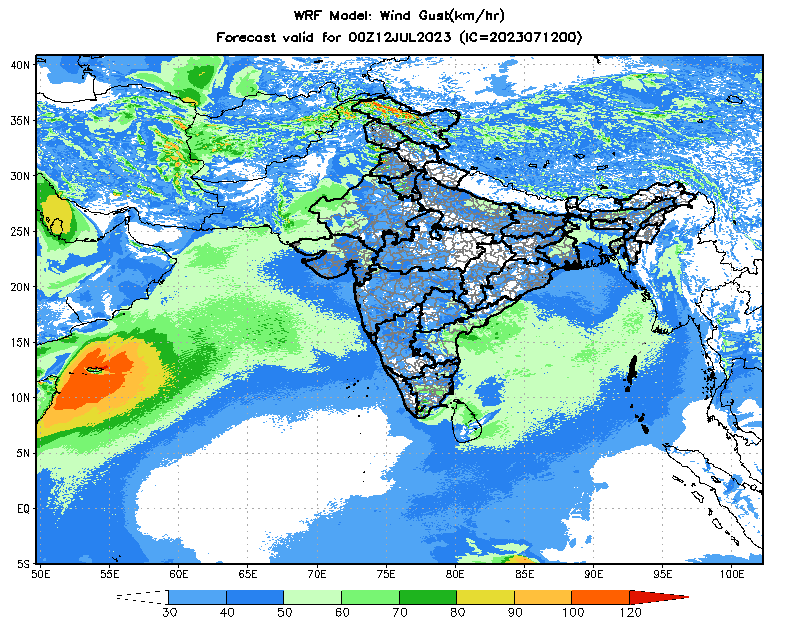 WRF Model: Wind Gust(km/hr)
Forecast valid for 00Z12JUL2023 (IC=2023071200)
40N
35N
30N
25N
20N
15N
10N
5N
EQ
5S
50E 55E 60E 65E 70E 75E 80E 85E 90E 95E 100E
30 40 50 60 70 80 90 100 120